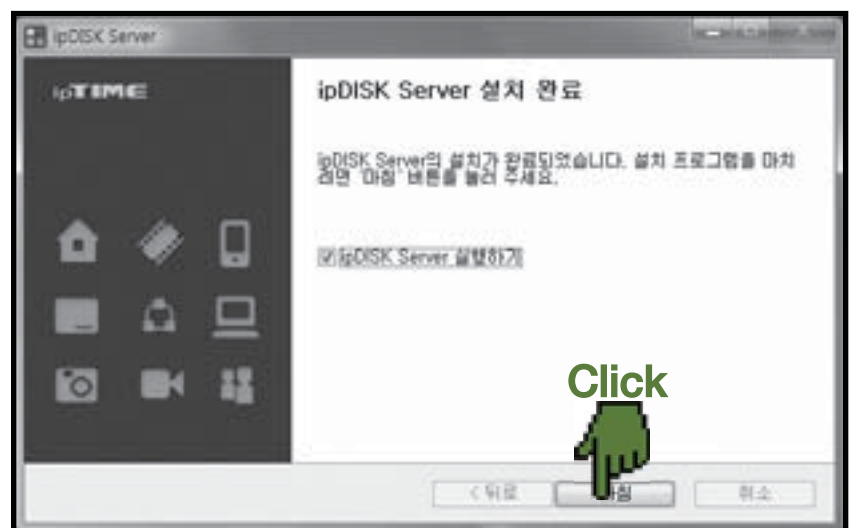 ipDISK Server
ipTIME
ipDISK Server 설치 완료
ipDISK Server의 설치가 완료되었습니다. 설치 프로그램을 마치
려면 '마침' 버튼을 눌러 주세요.
ipDISK Server 실행하기
Click
< 뒤로
취소